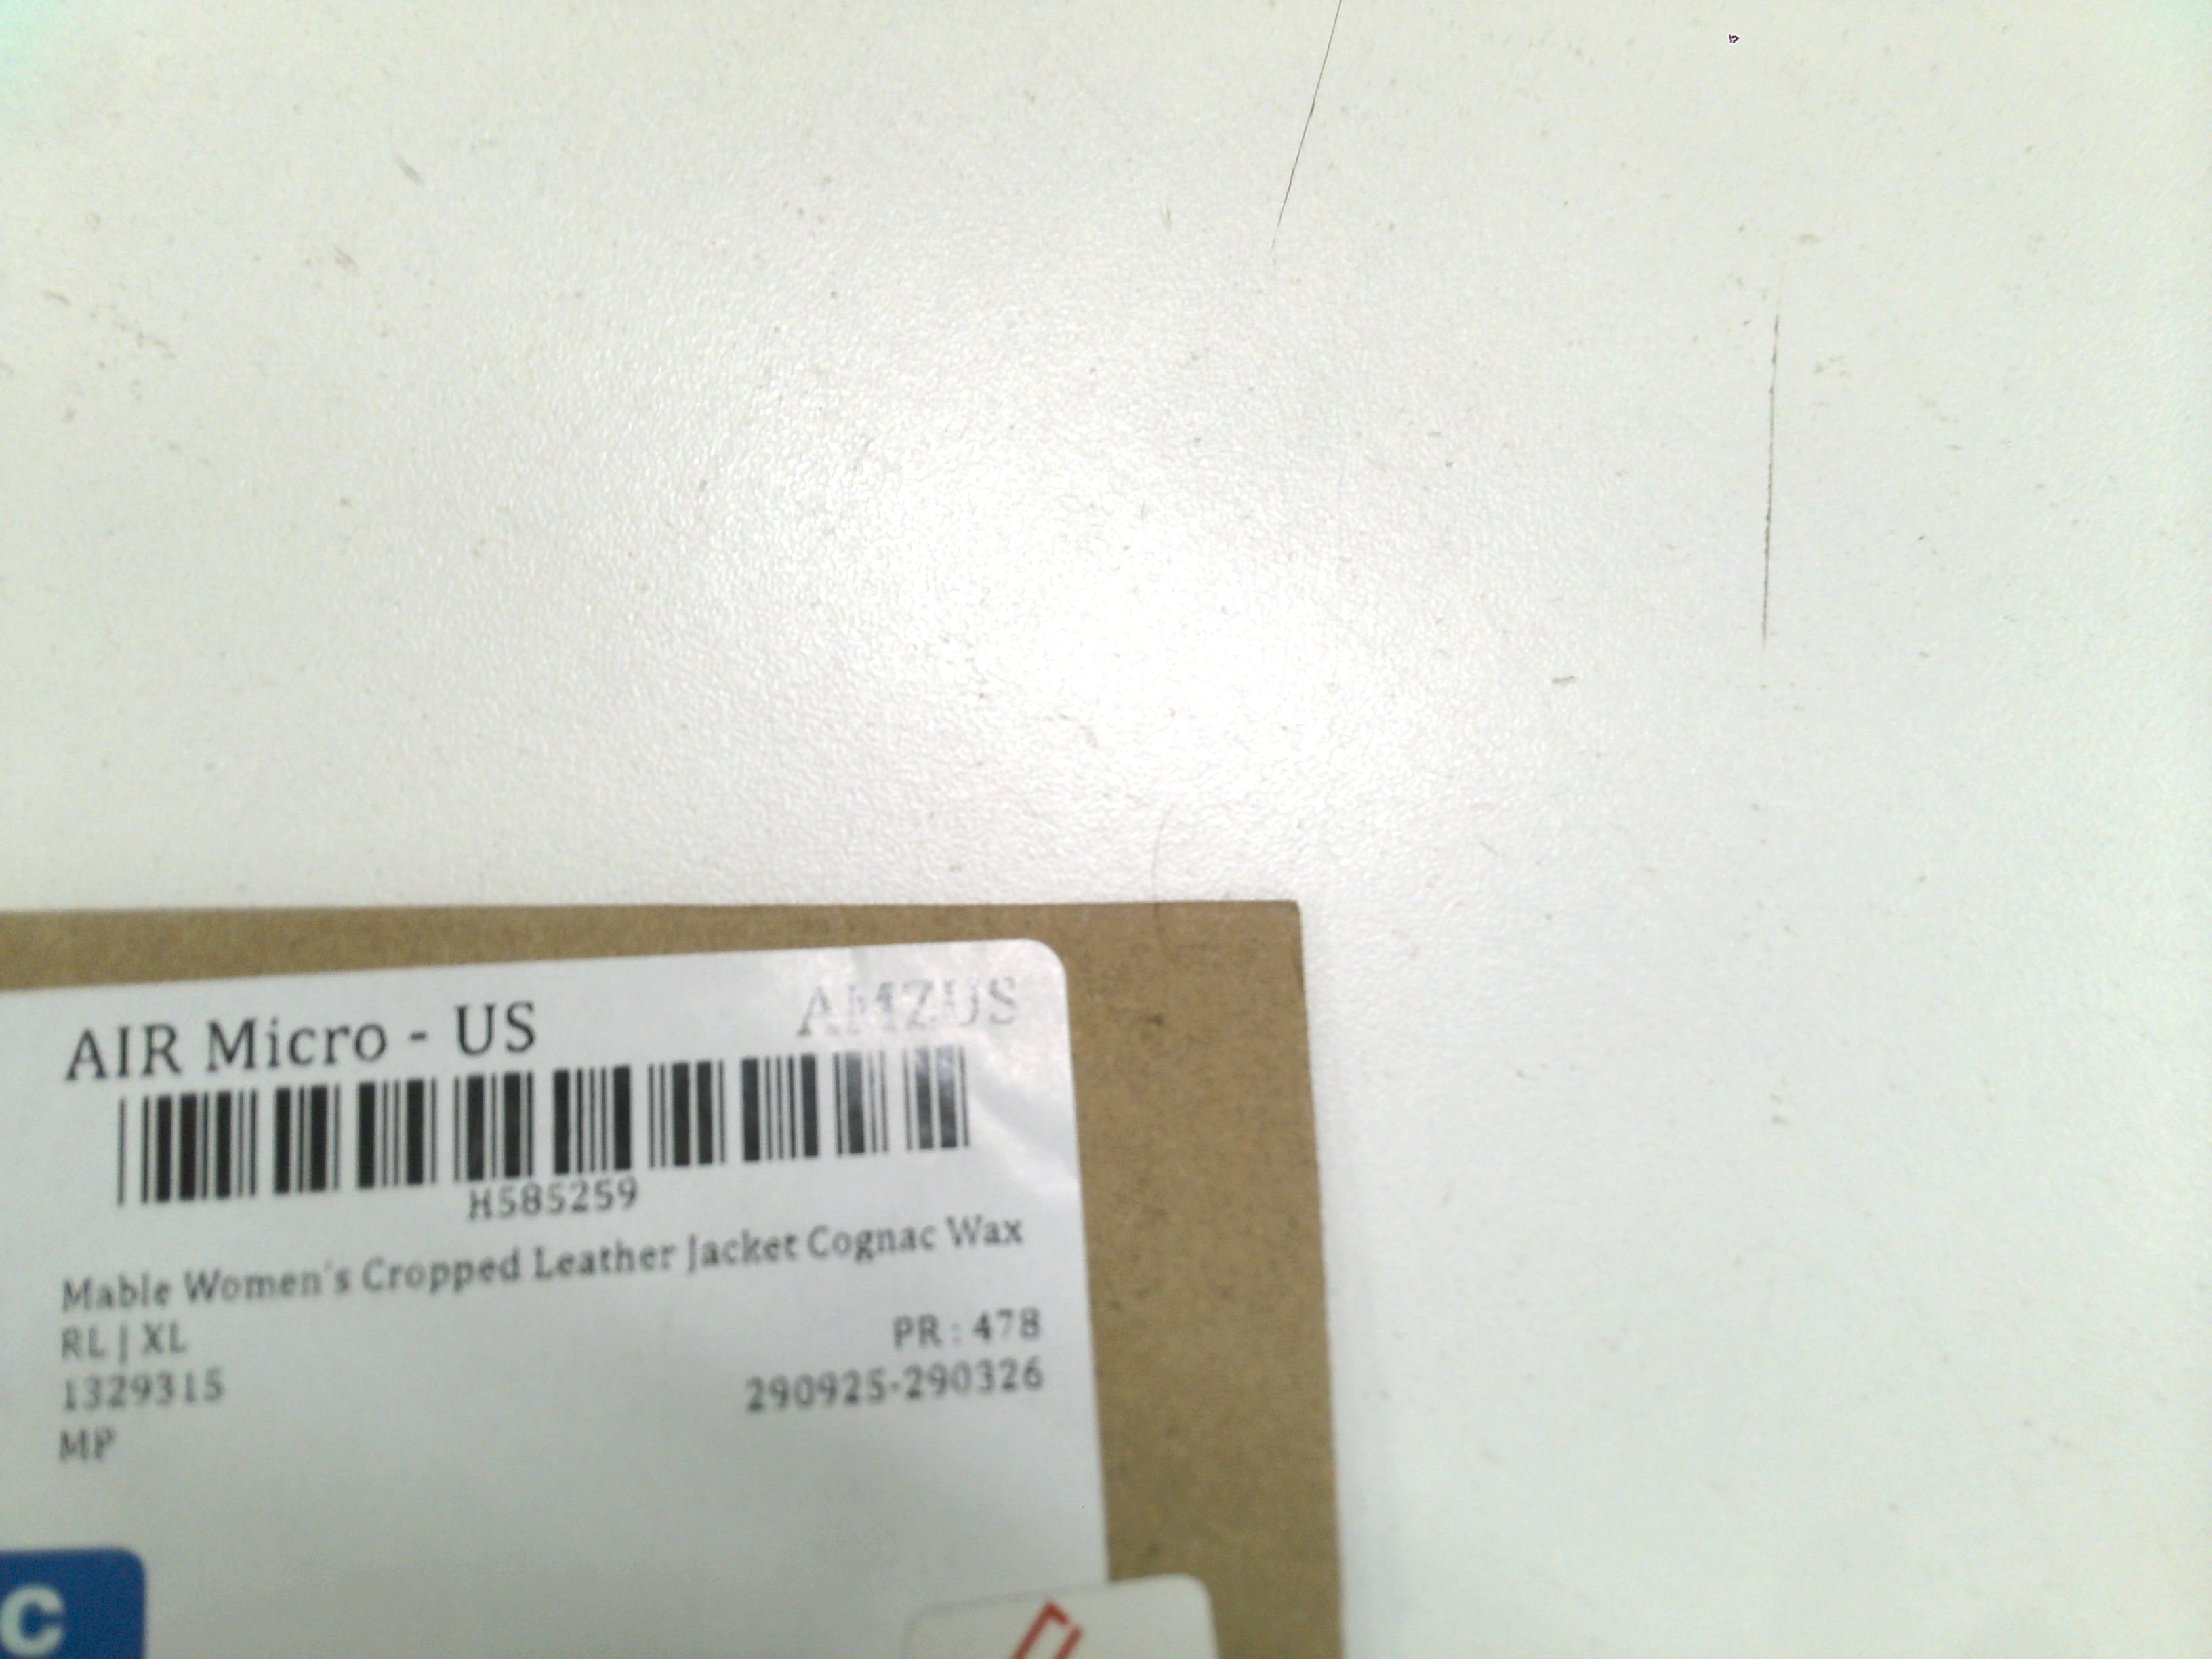 AIR Micro - US AMZUS
H585259
Mable Women's Cropped Leather Jacket Cognac Wax
RL | XL PR : 478
1329315 290925-290326
MP
C